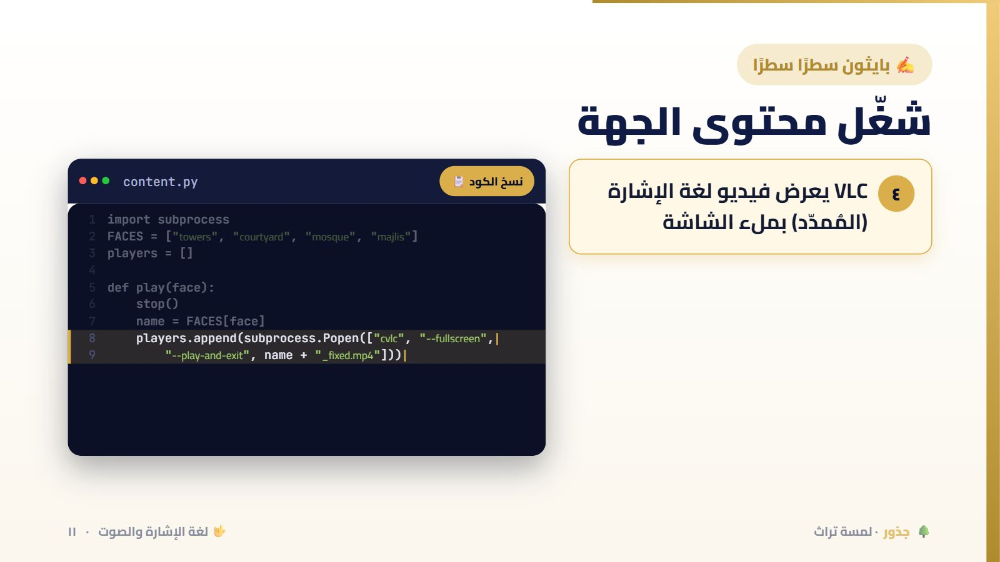 ✍️ بايثون سطرًا سطرًا
شغّل محتوى الجهة
٤
VLC يعرض فيديو لغة الإشارة
(المُمدّد) بملء الشاشة
content.py
نسخ الكود 📋
1 import subprocess
2 FACES = ["towers", "courtyard", "mosque", "majlis"]
3 players = []
4
5 def play(face):
6     stop()
7     name = FACES[face]
8     players.append(subprocess.Popen(["cvlc", "--fullscreen",
9         "--play-and-exit", name + "_fixed.mp4"]))
🌳 جذور · لمسة تراث
🤟 لغة الإشارة والصوت · ١١